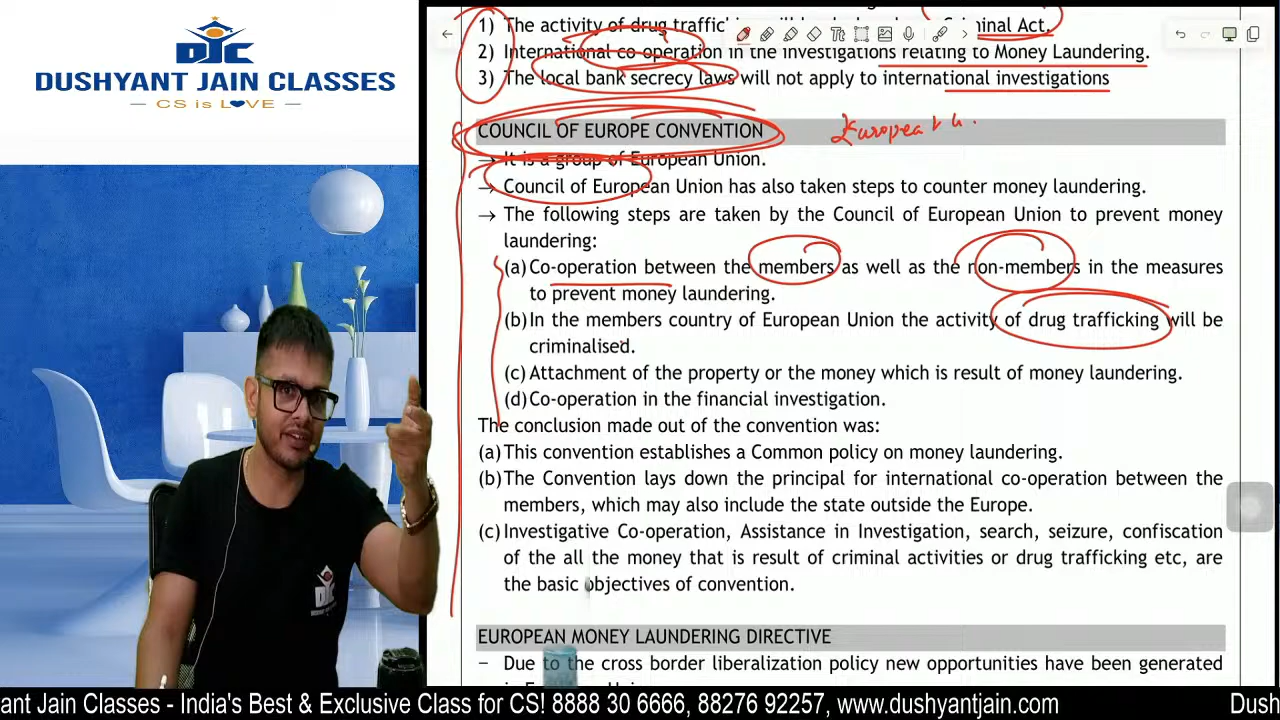 DJC
DUSHYANT JAIN CLASSES
— CS is LOVE —
1) The activity of drug
Criminal Act.
2) International co-operation in the investigations relating to Money Laundering.
3) The local bank secrecy laws will not apply to international investigations
COUNCIL OF EUROPE CONVENTION
→ It is a group of European Union.
→ Council of European Union has also taken steps to counter money laundering.
→ The following steps are taken by the Council of European Union to prevent money
laundering:
(a) Co-operation between the members as well as the non-members in the measures
to prevent money laundering.
(b) In the members country of European Union the activity of drug trafficking will be
criminalised.
(c) Attachment of the property or the money which is result of money laundering.
(d) Co-operation in the financial investigation.
The conclusion made out of the convention was:
(a) This convention establishes a Common policy on money laundering.
(b) The Convention lays down the principal for international co-operation between the
members, which may also include the state outside the Europe.
(c) Investigative Co-operation, Assistance in Investigation, search, seizure, confiscation
of the all the money that is result of criminal activities or drug trafficking etc, are
the basic objectives of convention.
EUROPEAN MONEY LAUNDERING DIRECTIVE
– Due to the cross border liberalization policy new opportunities have been generated
DJC
ant Jain Classes - India's Best & Exclusive Class for CS! 8888 30 6666, 88276 92257, www.dushyantjain.com Dush